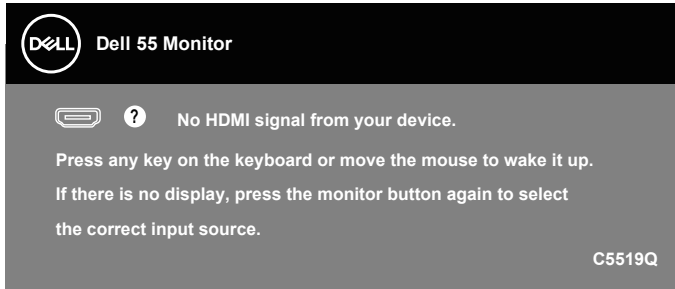 DELL Dell 55 Monitor
? No HDMI signal from your device.
Press any key on the keyboard or move the mouse to wake it up.
If there is no display, press the monitor button again to select
the correct input source.
C5519Q